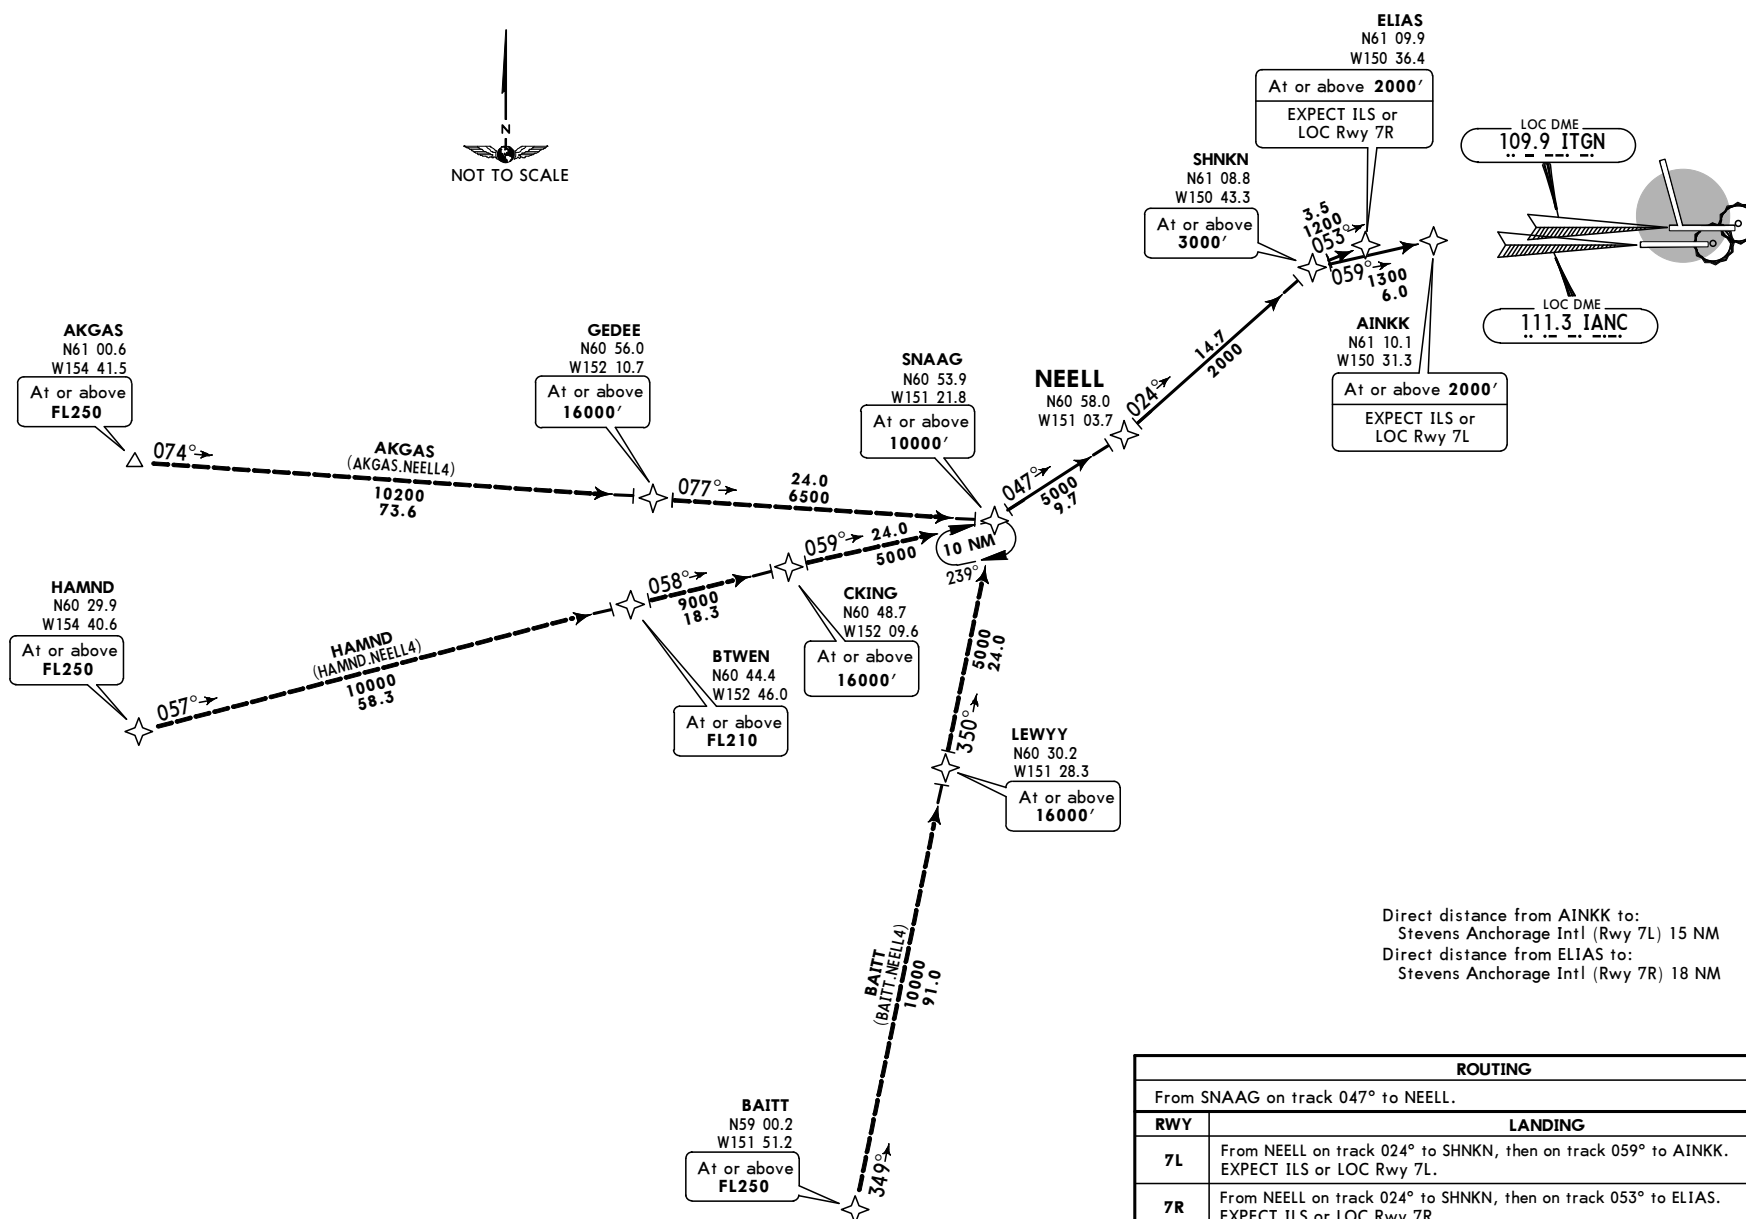 N
NOT TO SCALE
ELIAS
N61 09.9
W150 36.4
At or above 2000'
EXPECT ILS or
LOC Rwy 7R
LOC DME
109.9 ITGN
SHNKN
N61 08.8
W150 43.3
At or above
3000'
3.5
1200
053°
059°
1300
6.0
LOC DME
111.3 IANC
AINKK
N61 10.1
W150 31.3
At or above 2000'
EXPECT ILS or
LOC Rwy 7L
AKGAS
N61 00.6
W154 41.5
At or above
FL250
GEDEE
N60 56.0
W152 10.7
At or above
16000'
SNAAG
N60 53.9
W151 21.8
At or above
10000'
NEELL
N60 58.0
W151 03.7
14.7
2000
024°
074°
AKGAS
(AKGAS.NEELL4)
10200
73.6
077°
24.0
6500
047°
5000
9.7
059°
24.0
5000
10 NM
239°
HAMND
N60 29.9
W154 40.6
At or above
FL250
057°
HAMND
(HAMND.NEELL4)
10000
58.3
058°
9000
18.3
BTWEN
N60 44.4
W152 46.0
At or above
FL210
CKING
N60 48.7
W152 09.6
At or above
16000'
5000
24.0
350°
LEWYY
N60 30.2
W151 28.3
At or above
16000'
BAITT
(BAITT.NEELL4)
10000
91.0
BAITT
N59 00.2
W151 51.2
At or above
FL250
349°
Direct distance from AINKK to:
Stevens Anchorage Intl (Rwy 7L) 15 NM
Direct distance from ELIAS to:
Stevens Anchorage Intl (Rwy 7R) 18 NM
ROUTING
From SNAAG on track 047° to NEELL.
RWY LANDING
7L From NEELL on track 024° to SHNKN, then on track 059° to AINKK.
EXPECT ILS or LOC Rwy 7L.
7R From NEELL on track 024° to SHNKN, then on track 053° to ELIAS.
EXPECT ILS or LOC Rwy 7R